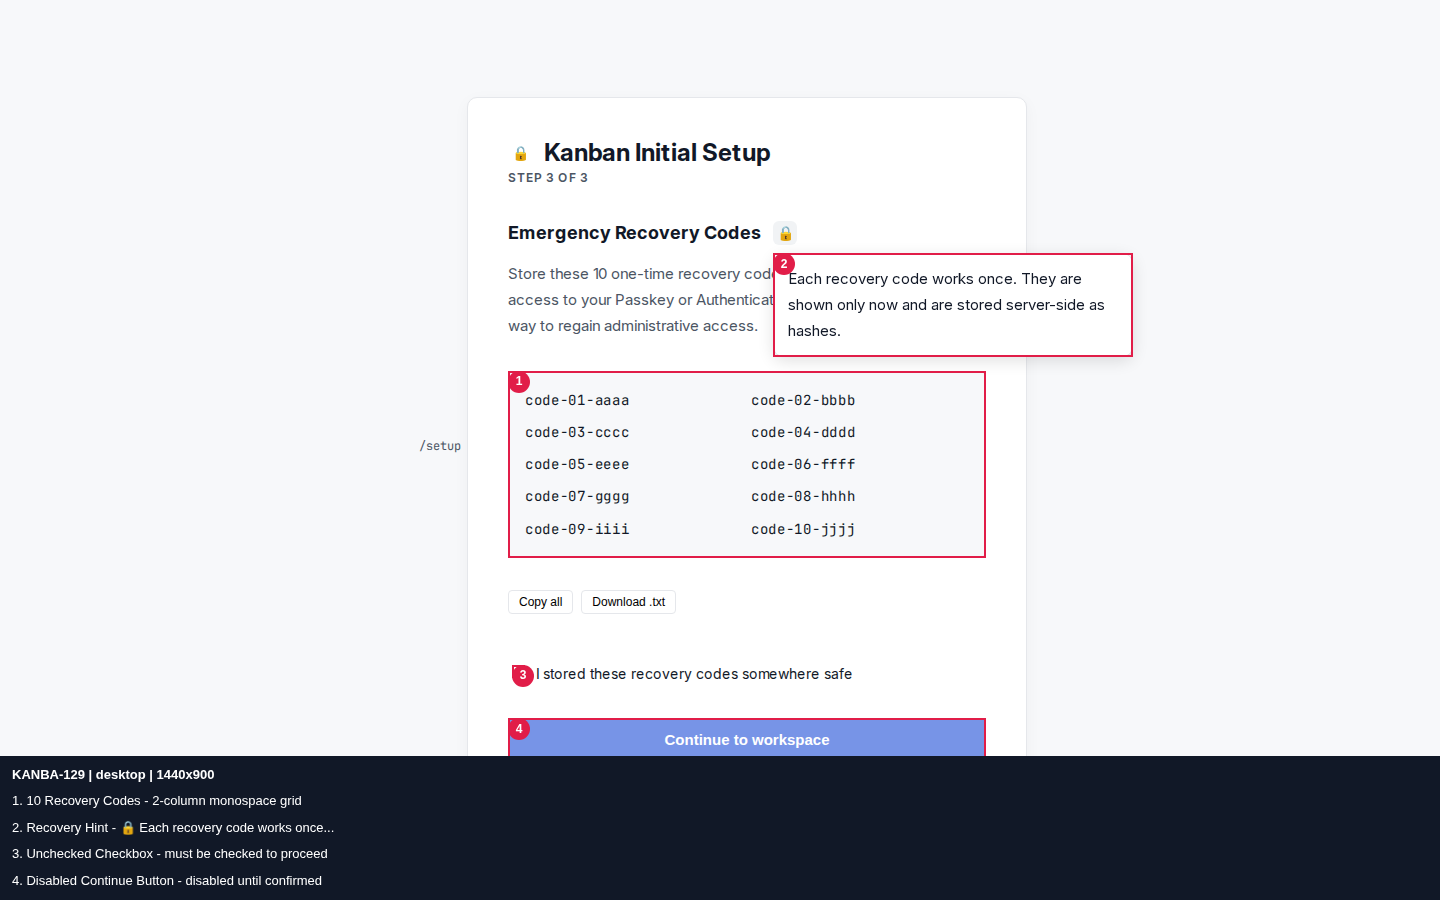 🔒 Kanban Initial Setup
STEP 3 OF 3
Emergency Recovery Codes 🔒
Store these 10 one-time recovery
access to your Passkey or
way to regain administrative access.
2
Each recovery code works once. They are
shown only now and are stored server-side as
hashes.
1
code-01-aaaa code-02-bbbb
code-03-cccc code-04-dddd
/setup
code-05-eeee code-06-ffff
code-07-gggg code-08-hhhh
code-09-iiii code-10-jjjj
Copy all Download .txt
3 I stored these recovery codes somewhere safe
4
Continue to workspace
KANBA-129 | desktop | 1440x900
1. 10 Recovery Codes - 2-column monospace grid
2. Recovery Hint - 🔒 Each recovery code works once...
3. Unchecked Checkbox - must be checked to proceed
4. Disabled Continue Button - disabled until confirmed